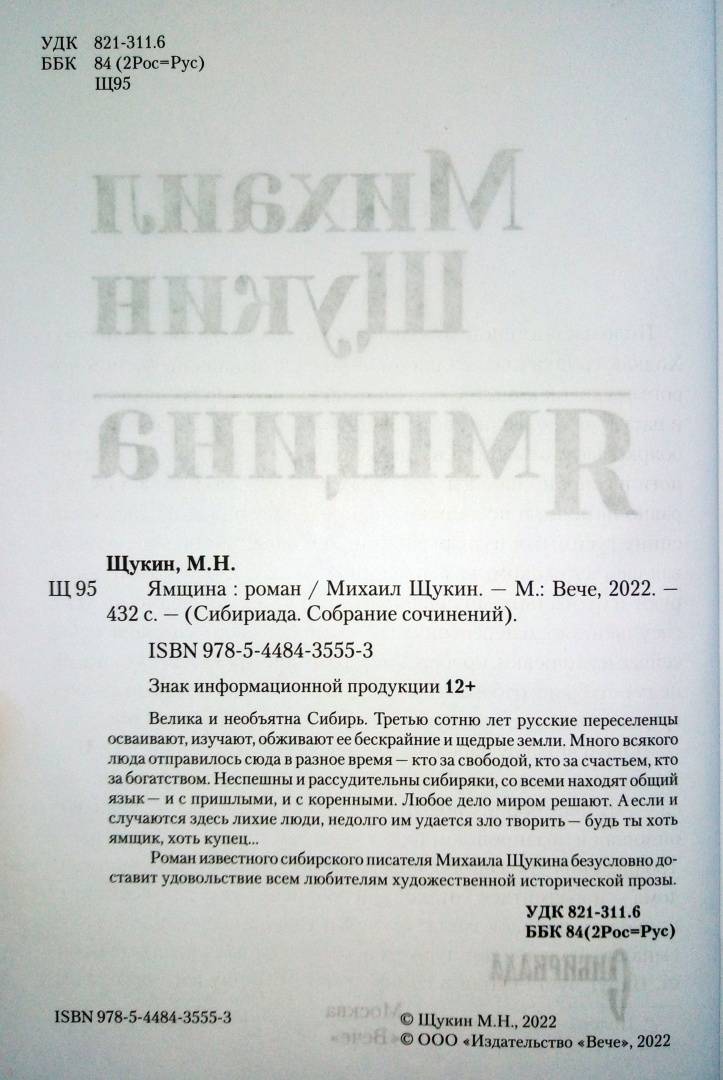 УДК 821-311.6
ББК 84 (2Рос=Рус)
Щ95
Михаил
Щукин
Ямщина
Щукин, М.Н.
Щ 95 Ямщина : роман / Михаил Щукин. — М.: Вече, 2022. —
432 с. — (Сибириада. Собрание сочинений).
ISBN 978-5-4484-3555-3
Знак информационной продукции 12+
Велика и необъятна Сибирь. Третью сотню лет русские переселенцы
осваивают, изучают, обживают ее бескрайние и щедрые земли. Много всякого
люда отправилось сюда в разное время — кто за свободой, кто за счастьем, кто
за богатством. Неспешны и рассудительны сибиряки, со всеми находят общий
язык — и с пришлыми, и с коренными. Любое дело миром решают. А если и
случаются здесь лихие люди, недолго им удается зло творить — будь ты хоть
ямщик, хоть купец...
Роман известного сибирского писателя Михаила Щукина безусловно до-
ставит удовольствие всем любителям художественной исторической прозы.
УДК 821-311.6
ББК 84(2Рос=Рус)
Сибириада
Москва
«Вече»
ISBN 978-5-4484-3555-3
© Щукин М.Н., 2022
© ООО «Издательство «Вече», 2022